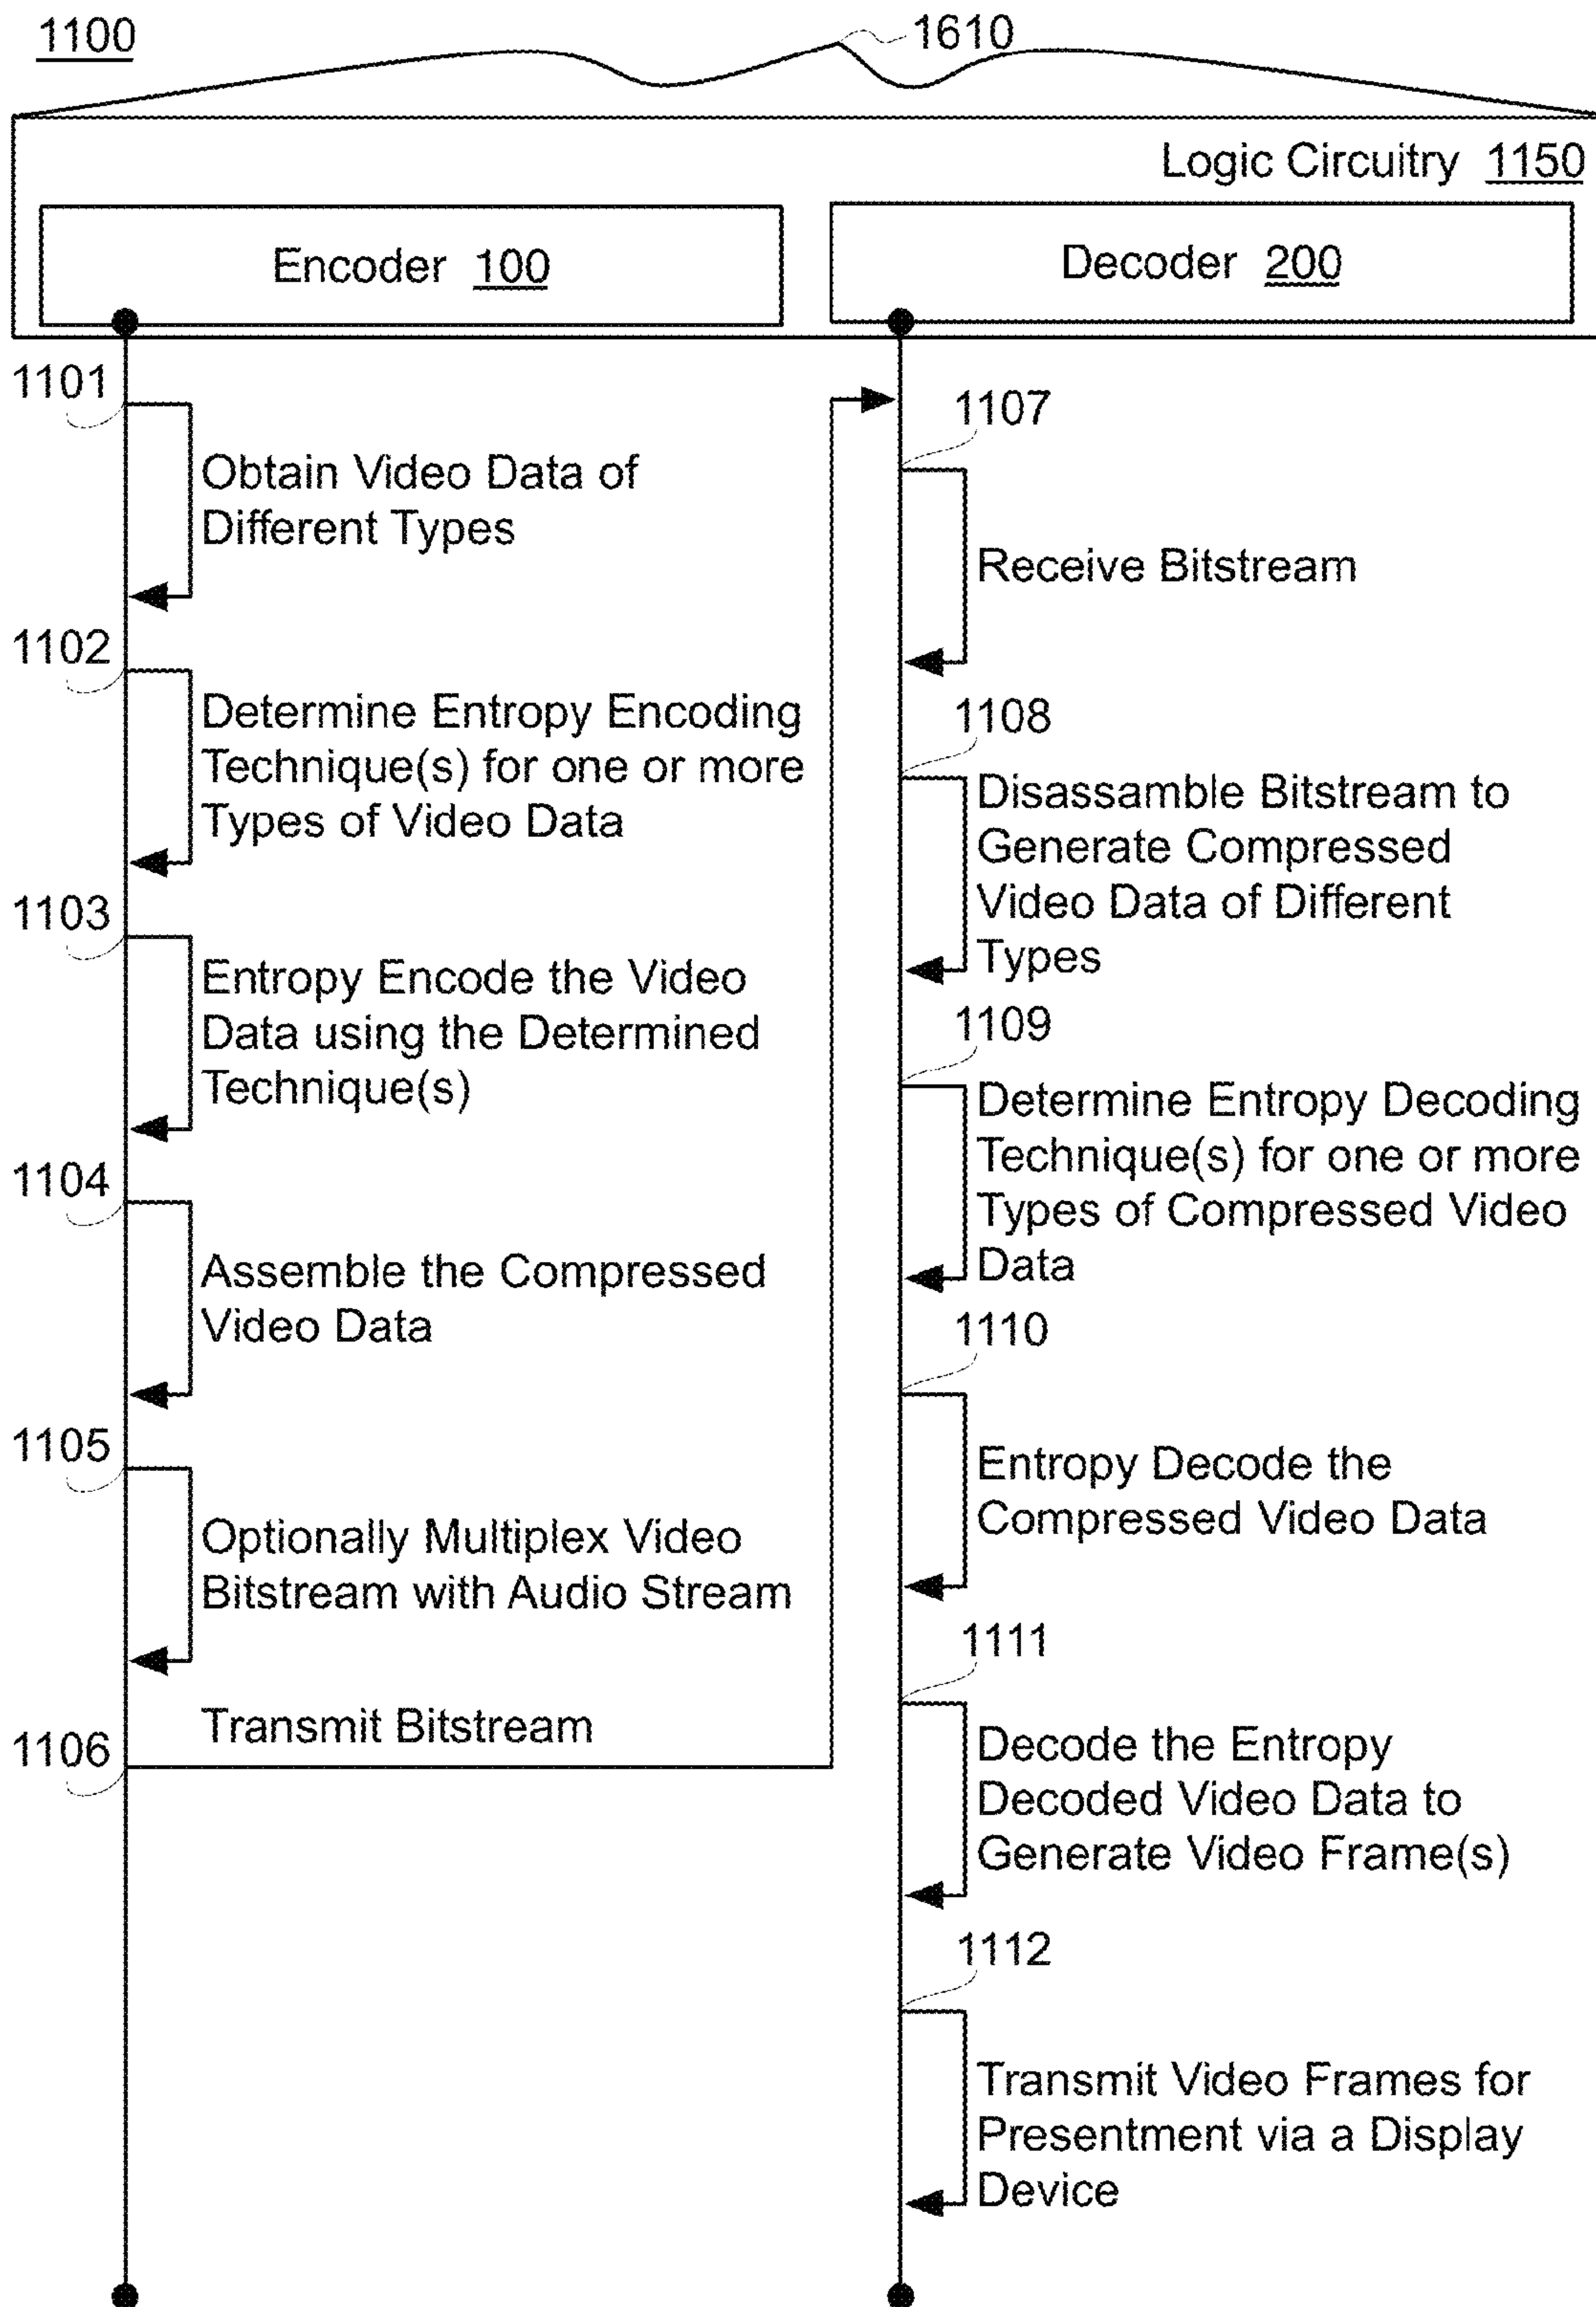 1100
1610
Logic Circuitry 1150
Encoder 100
Decoder 200
1101
Obtain Video Data of
Different Types
1102
Determine Entropy Encoding
Technique(s) for one or more
Types of Video Data
1103
Entropy Encode the Video
Data using the Determined
Technique(s)
1104
Assemble the Compressed
Video Data
1105
Optionally Multiplex Video
Bitstream with Audio Stream
1106
Transmit Bitstream
1107
Receive Bitstream
1108
Disassamble Bitstream to
Generate Compressed
Video Data of Different
Types
1109
Determine Entropy Decoding
Technique(s) for one or more
Types of Compressed Video
Data
1110
Entropy Decode the
Compressed Video Data
1111
Decode the Entropy
Decoded Video Data to
Generate Video Frame(s)
1112
Transmit Video Frames for
Presentment via a Display
Device